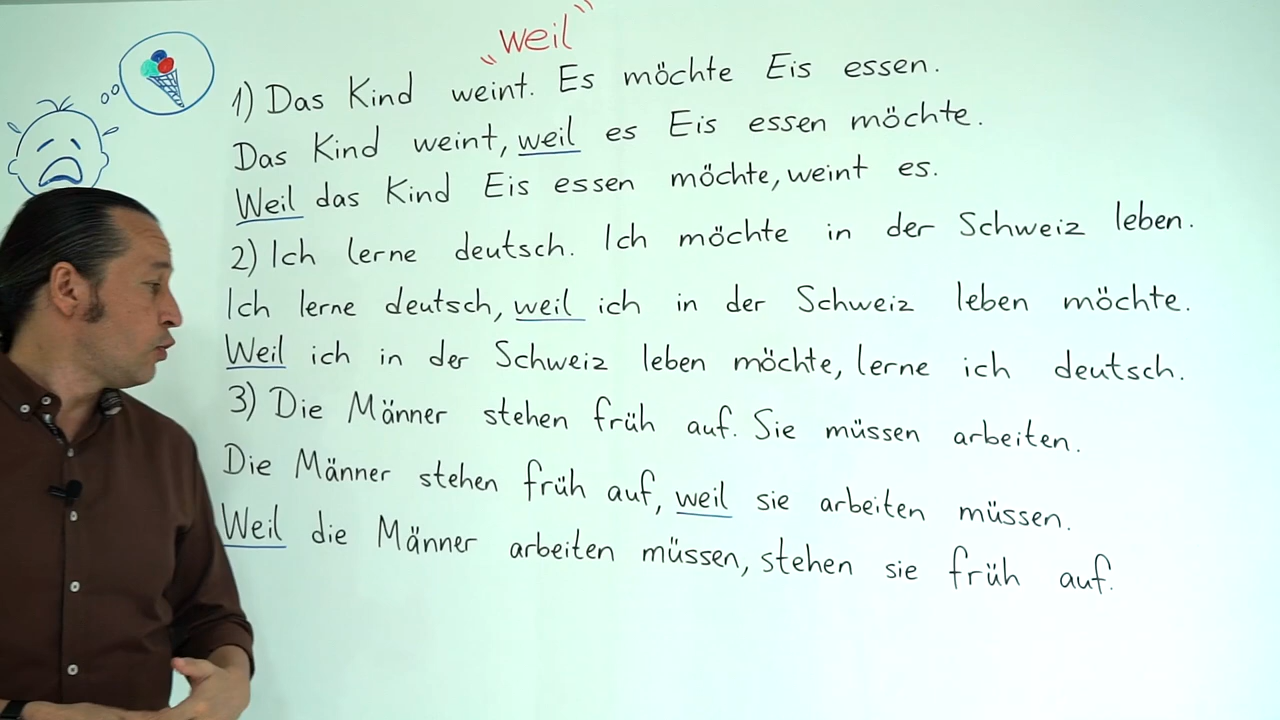 „weil"
1) Das Kind weint. Es möchte Eis essen.
Das Kind weint, weil es Eis essen möchte.
Weil das Kind Eis essen möchte, weint es.
2) Ich lerne deutsch. Ich möchte in der Schweiz leben.
Ich lerne deutsch, weil ich in der Schweiz leben möchte.
Weil ich in der Schweiz leben möchte, lerne ich deutsch.
3) Die Männer stehen früh auf. Sie müssen arbeiten.
Die Männer stehen früh auf, weil sie arbeiten müssen.
Weil die Männer arbeiten müssen, stehen sie früh auf.